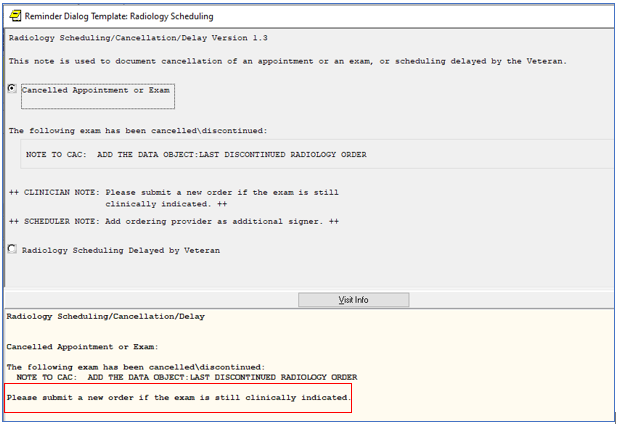 Reminder Dialog Template: Radiology Scheduling
Radiology Scheduling/Cancellation/Delay Version 1.3
This note is used to document cancellation of an appointment or an exam, or scheduling delayed by the Veteran.
Cancelled Appointment or Exam
The following exam has been cancelled\discontinued:
NOTE TO CAC: ADD THE DATA OBJECT:LAST DISCONTINUED RADIOLOGY ORDER
++ CLINICIAN NOTE: Please submit a new order if the exam is still
clinically indicated. ++
++ SCHEDULER NOTE: Add ordering provider as additional signer. ++
Radiology Scheduling Delayed by Veteran
Visit Info
Radiology Scheduling/Cancellation/Delay
Cancelled Appointment or Exam:
The following exam has been cancelled\discontinued:
NOTE TO CAC: ADD THE DATA OBJECT:LAST DISCONTINUED RADIOLOGY ORDER
Please submit a new order if the exam is still clinically indicated.